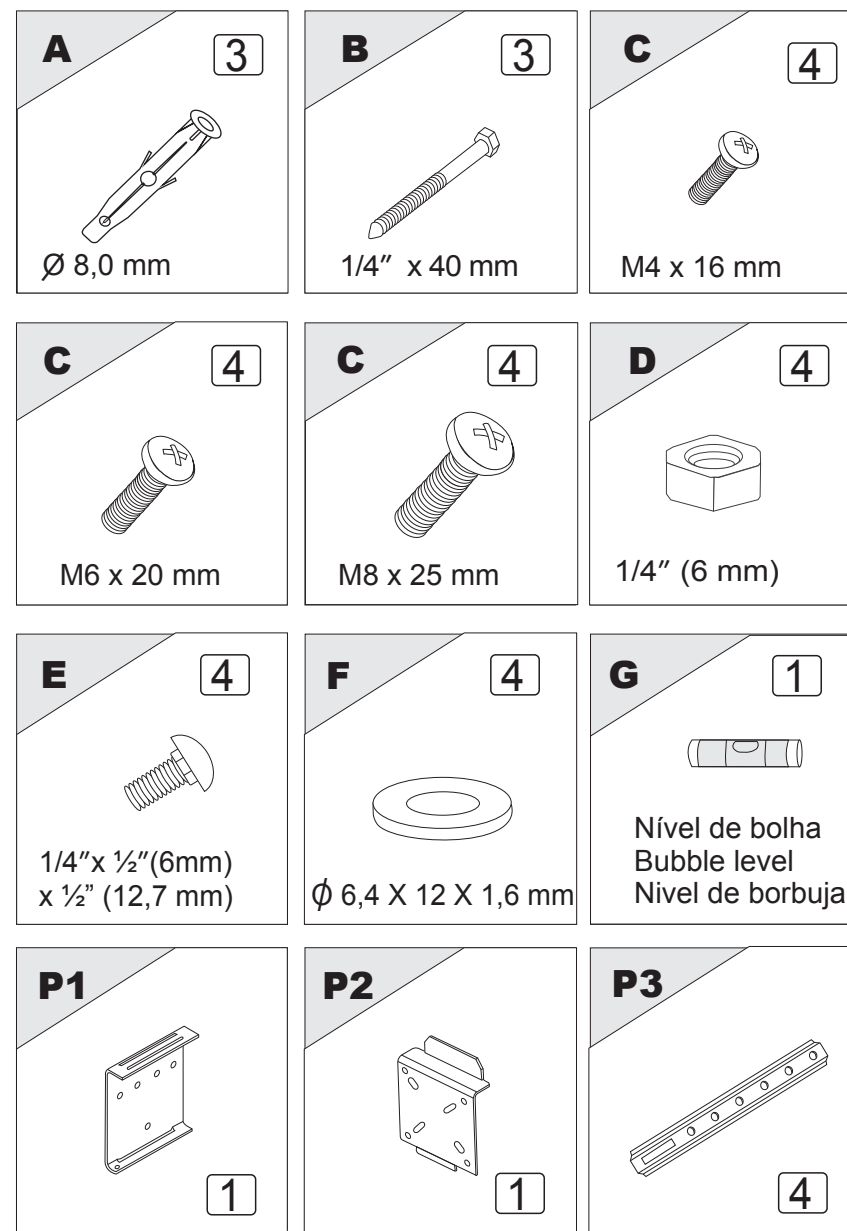 A 3
Ø 8,0 mm
B 3
1/4″ x 40 mm
C 4
M4 x 16 mm
C 4
M6 x 20 mm
C 4
M8 x 25 mm
D 4
1/4″ (6 mm)
E 4
1/4″x ½″(6mm)
x ½” (12,7 mm)
F 4
ϕ 6,4 X 12 X 1,6 mm
G 1
Nível de bolha
Bubble level
Nivel de borbuja
P1
1
P2
1
P3
4